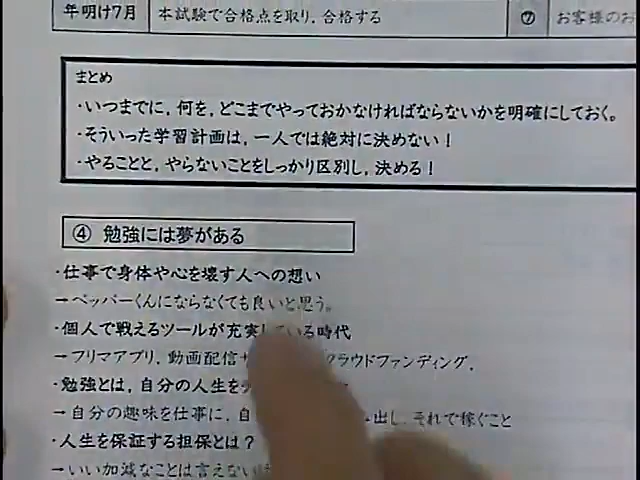 年明け7月 本試験で合格点を取り，合格する ⑦ お客様のお
まとめ
・いつまでに，何を，どこまでやっておかなければならないかを明確にしておく。
・そういった学習計画は，一人では絶対に決めない！
・やることと，やらないことをしっかり区別し，決める！
④ 勉強には夢がある
・仕事で身体や心を壊す人への想い
→ペッパーくんにならなくても良いと思う。
・個人で戦えるツールが充実している時代
→フリマアプリ，動画配信 クラウドファンディング，
・勉強とは，自分の人生を
→自分の趣味を仕事に，自 出し，それで稼ぐこと
・人生を保証する担保とは？
→いい加減なことは言えない